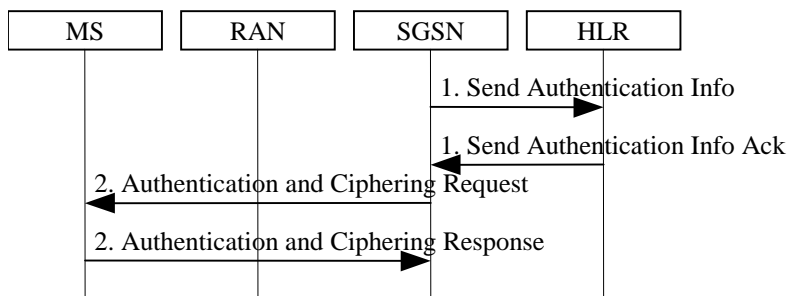 MS
RAN
SGSN
HLR
1. Send Authentication Info
1. Send Authentication Info Ack
2. Authentication and Ciphering Request
2. Authentication and Ciphering Response